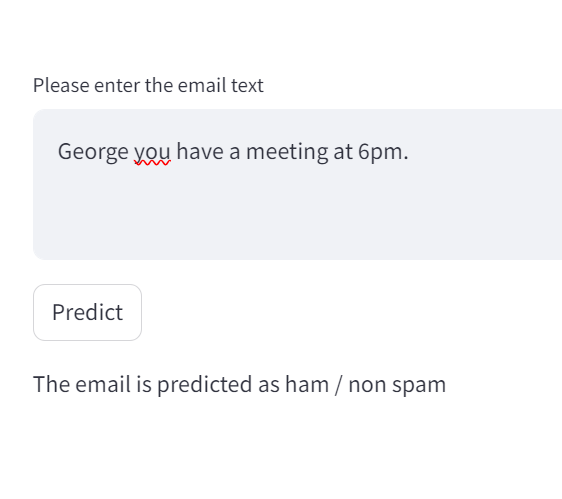 Please enter the email text
George you have a meeting at 6pm.
Predict
The email is predicted as ham / non spam